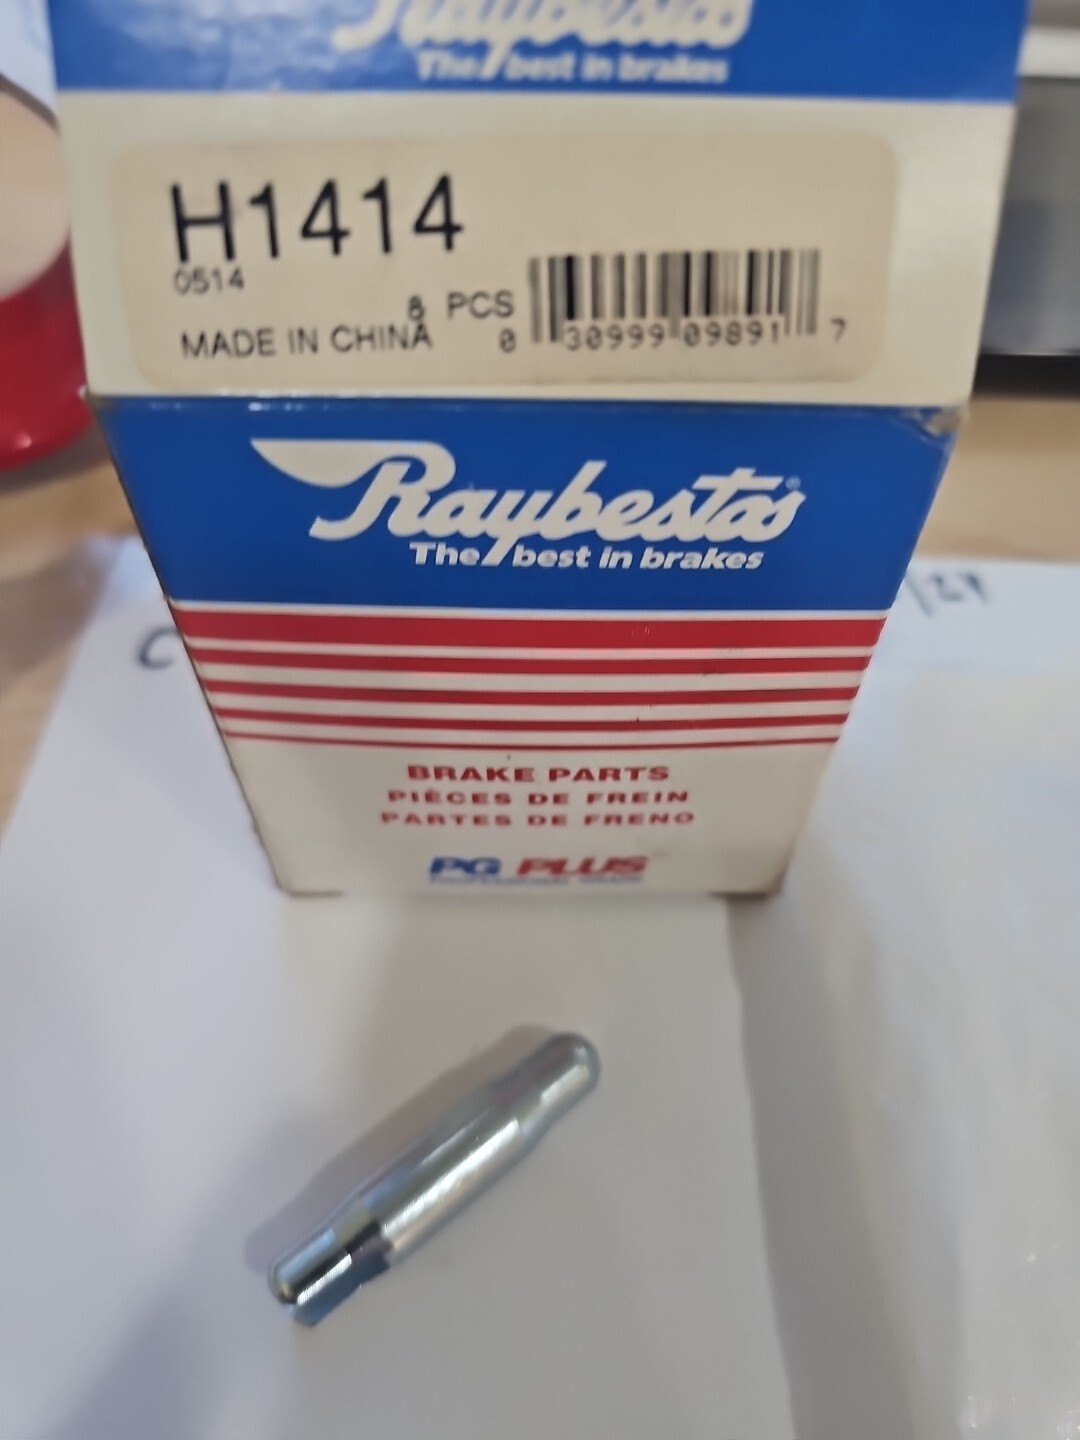 Raybestos
The best in brakes
H1414
0514
8 PCS
MADE IN CHINA
0 30999 09891 7
Raybestos®
The best in brakes
BRAKE PARTS
PIÈCES DE FREIN
PARTES DE FRENO
PG PLUS
C
/24